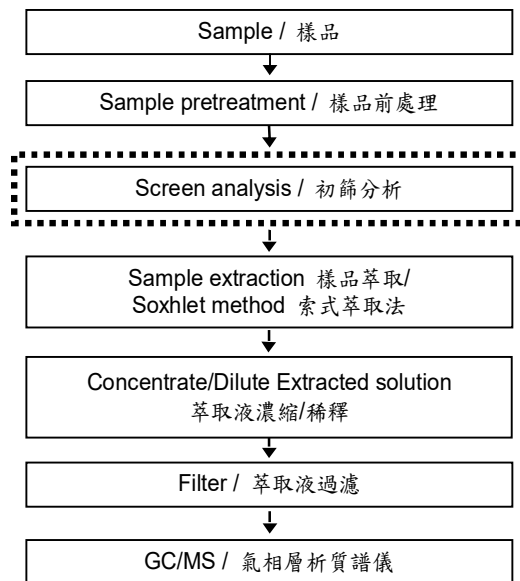 Sample / 樣品
Sample pretreatment / 樣品前處理
Screen analysis / 初篩分析
Sample extraction 樣品萃取/
Soxhlet method 索式萃取法
Concentrate/Dilute Extracted solution
萃取液濃縮/稀釋
Filter / 萃取液過濾
GC/MS / 氣相層析質譜儀